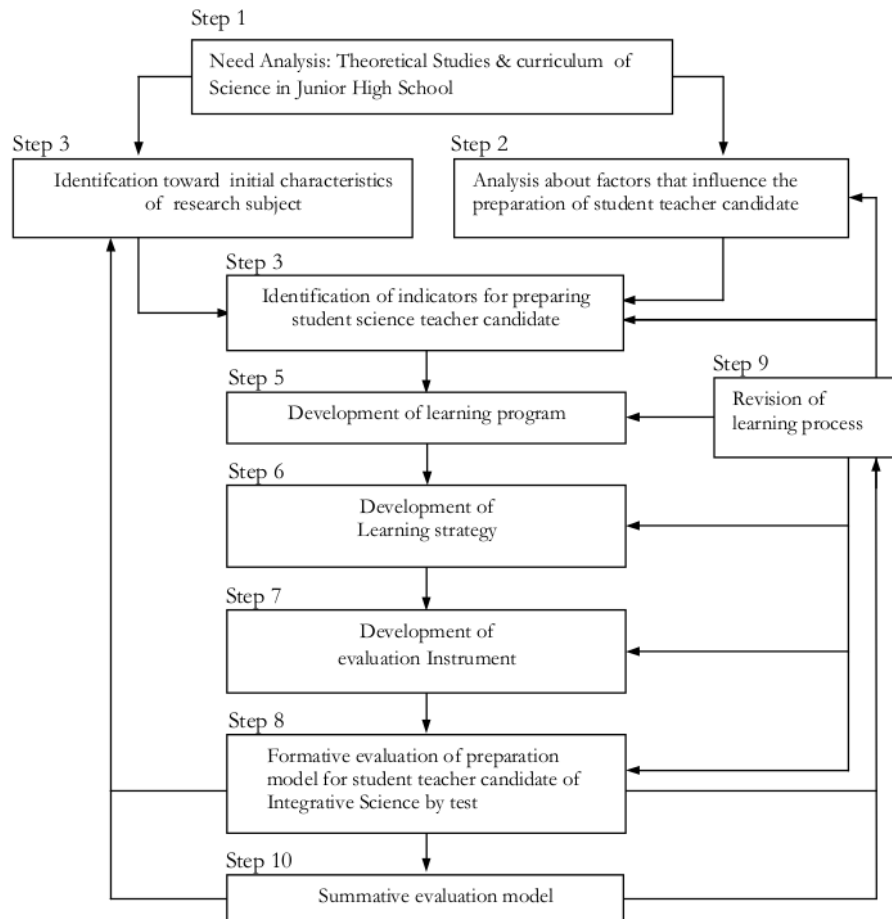 Step 1
Need Analysis: Theoretical Studies & curriculum of
Science in Junior High School
Step 3
Identifcation toward initial characteristics
of research subject
Step 2
Analysis about factors that influence the
preparation of student teacher candidate
Step 3
Identification of indicators for preparing
student science teacher candidate
Step 9
Revision of
learning process
Step 5
Development of learning program
Step 6
Development of
Learning strategy
Step 7
Development of
evaluation Instrument
Step 8
Formative evaluation of preparation
model for student teacher candidate of
Integrative Science by test
Step 10
Summative evaluation model